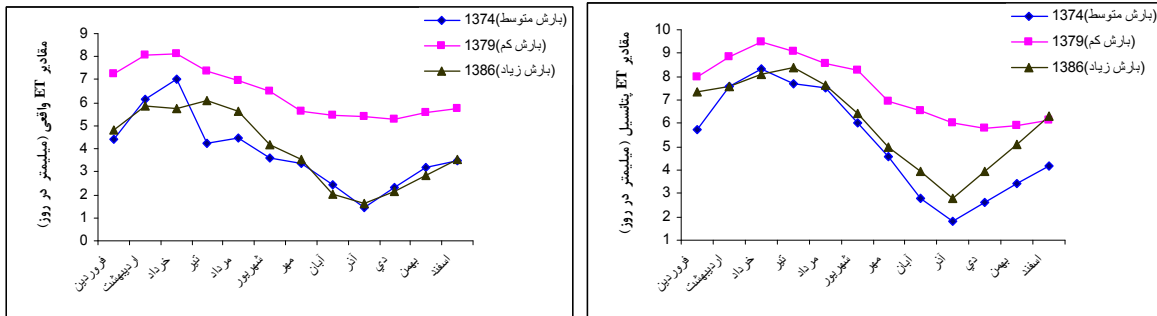 1374(بارش متوسط)
1379(بارش کم)
1386(بارش زیاد)
مقادیر ET واقعی (میلیمتر در روز)
9
8
7
6
5
4
3
2
1
0
فروردین
اردیبهشت
خرداد
تیر
مرداد
شهریور
مهر
آبان
آذر
دي
بهمن
اسفند
1374(بارش متوسط)
1379(بارش کم)
1386(بارش زیاد)
مقادیر ET پتانسیل (میلیمتر در روز)
10
9
8
7
6
5
4
3
2
1
فروردین
اردیبهشت
خرداد
تیر
مرداد
شهریور
مهر
آبان
آذر
دي
بهمن
اسفند